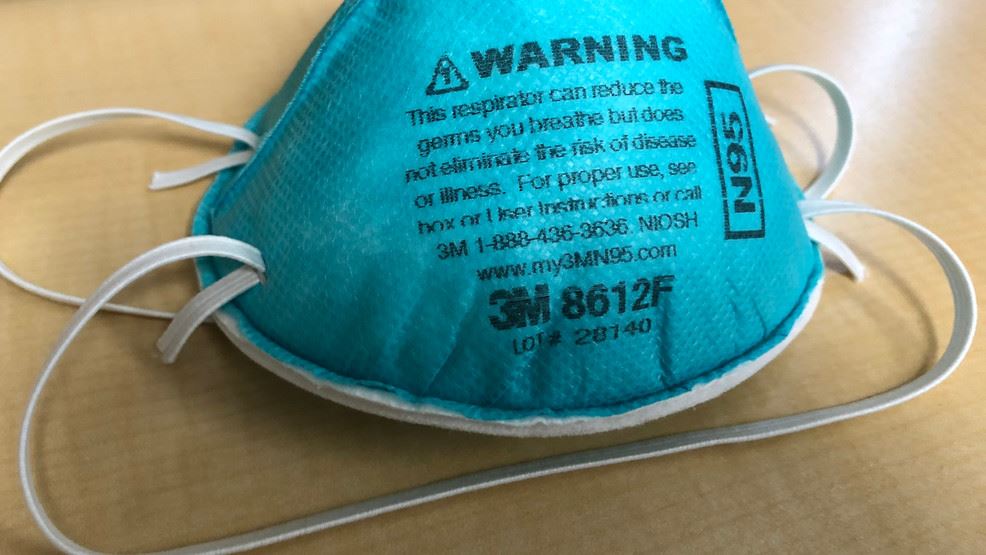 ⚠ WARNING
This respirator can reduce the
germs you breathe but does
not eliminate the risk of disease
or illness. For proper use, see
box or User Instructions or call
3M 1-888-436-3636. NIOSH
www.my3MN95.com
3M 8612F
LOT # 28140
N95